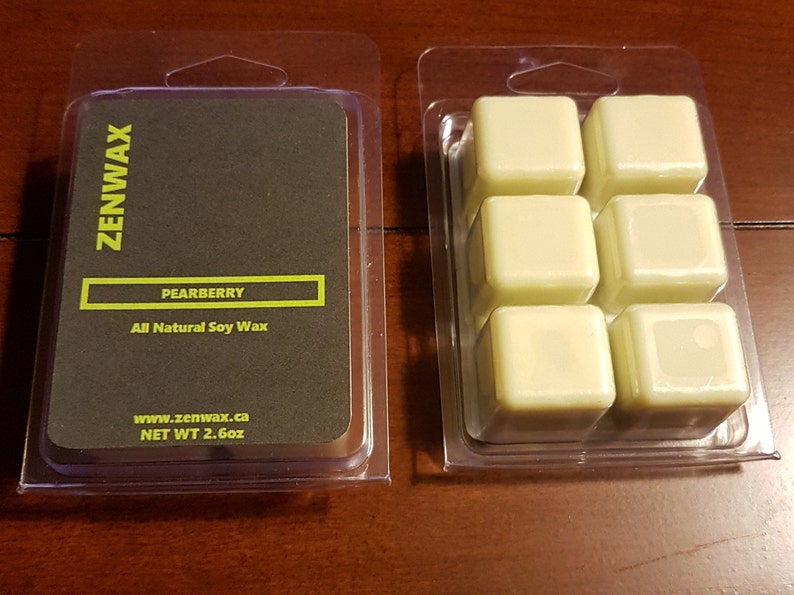 ZENWAX
PEARBERRY
All Natural Soy Wax
www.zenwax.ca
NET WT 2.6oz